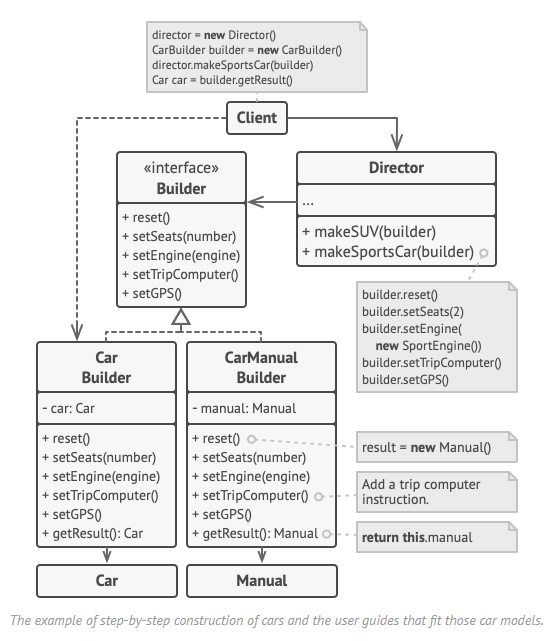 director = new Director()
CarBuilder builder = new CarBuilder()
director.makeSportsCar(builder)
Car car = builder.getResult()
Client
«interface»
Builder
+ reset()
+ setSeats(number)
+ setEngine(engine)
+ setTripComputer()
+ setGPS()
Director
...
+ makeSUV(builder)
+ makeSportsCar(builder)
builder.reset()
builder.setSeats(2)
builder.setEngine(
new SportEngine())
builder.setTripComputer()
builder.setGPS()
Car
Builder
- car: Car
+ reset()
+ setSeats(number)
+ setEngine(engine)
+ setTripComputer()
+ setGPS()
+ getResult(): Car
CarManual
Builder
- manual: Manual
+ reset()
+ setSeats(number)
+ setEngine(engine)
+ setTripComputer()
+ setGPS()
+ getResult(): Manual
result = new Manual()
Add a trip computer
instruction.
return this.manual
Car
Manual
The example of step-by-step construction of cars and the user guides that fit those car models.